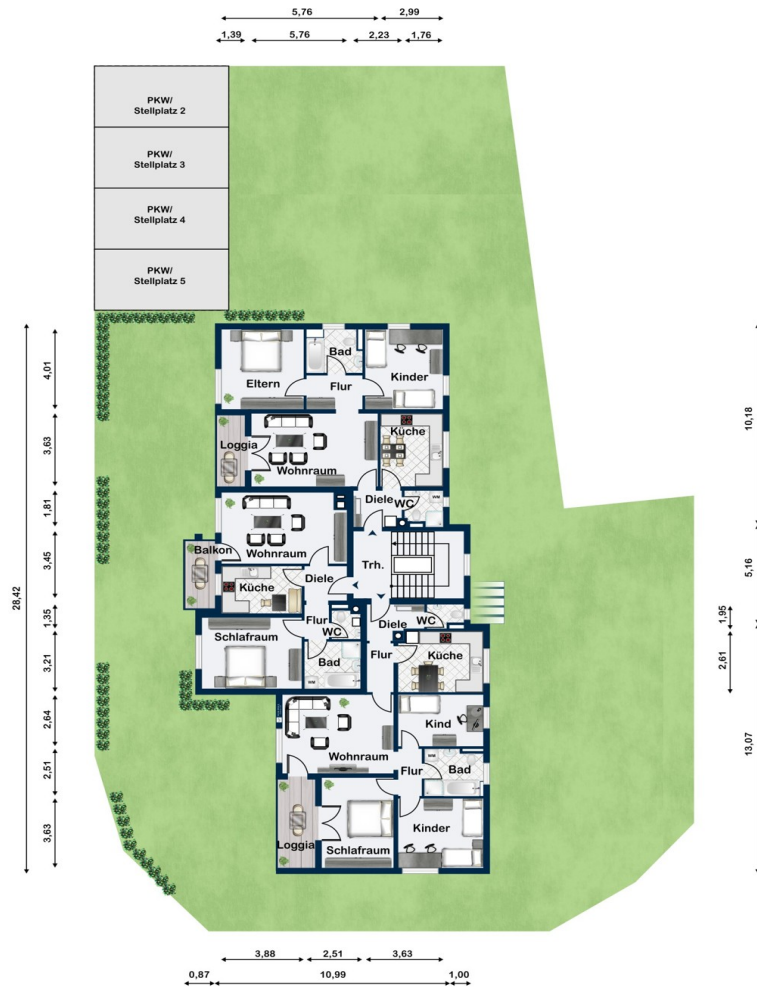 5,76
2,99
1,39
5,76
2,23
1,76
PKW/
Stellplatz 2
PKW/
Stellplatz 3
PKW/
Stellplatz 4
PKW/
Stellplatz 5
28,42
4,01
3,63
1,81
3,45
1,35
3,21
2,64
2,51
3,63
10,18
5,16
1,95
2,61
13,07
Bad
Eltern
Flur
Kinder
Loggia
Wohnraum
Küche
Diele
WC
WM
Wohnraum
Balkon
Trh.
Küche
Diele
Flur
WC
Diele
WC
Schlafraum
Bad
WM
Flur
Küche
Kind
Wohnraum
WM
Flur
Bad
Kinder
Loggia
Schlafraum
3,88
2,51
3,63
0,87
10,99
1,00